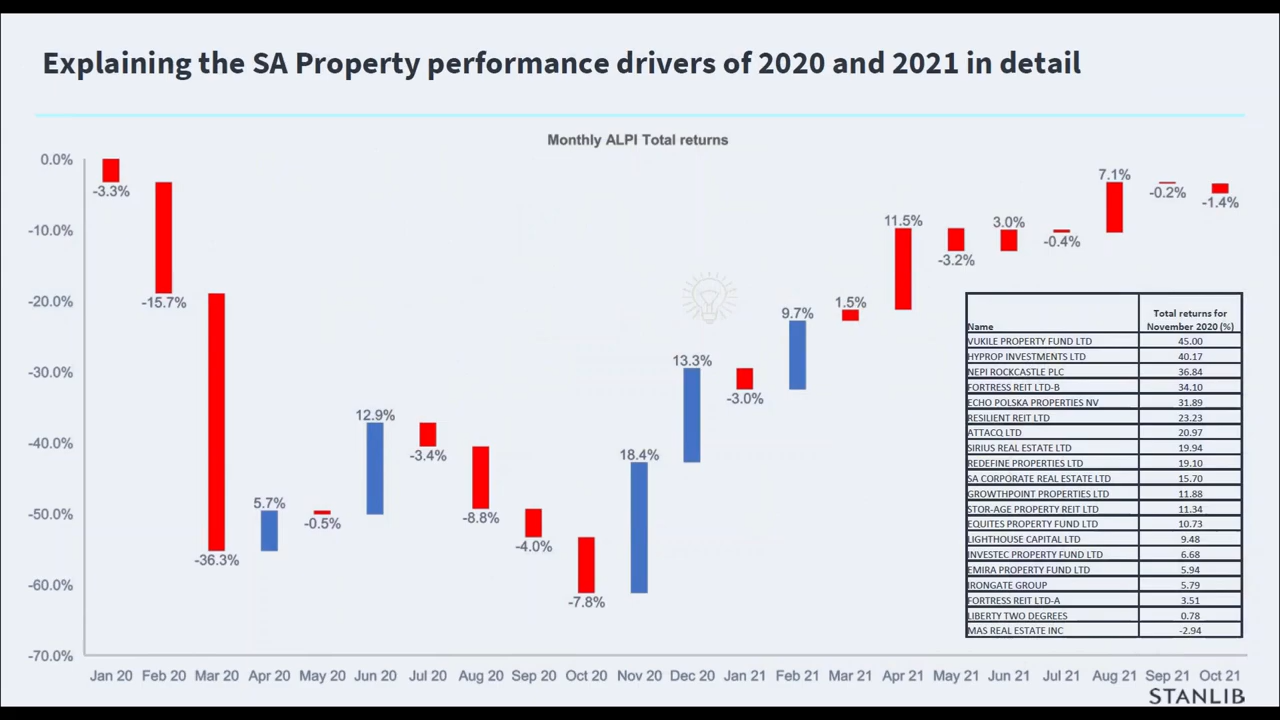 Explaining the SA Property performance drivers of 2020 and 2021 in detail
Monthly ALPI Total returns
0.0%
-10.0%
-20.0%
-30.0%
-40.0%
-50.0%
-60.0%
-70.0%
-3.3%
-15.7%
-36.3%
5.7%
-0.5%
12.9%
-3.4%
-8.8%
-4.0%
-7.8%
18.4%
13.3%
-3.0%
9.7%
1.5%
11.5%
-3.2%
3.0%
-0.4%
7.1%
-0.2%
-1.4%
Jan 20 Feb 20 Mar 20 Apr 20 May 20 Jun 20 Jul 20 Aug 20 Sep 20 Oct 20 Nov 20 Dec 20 Jan 21 Feb 21 Mar 21 Apr 21 May 21 Jun 21 Jul 21 Aug 21 Sep 21 Oct 21
Total returns for
Name November 2020 (%)
VUKILE PROPERTY FUND LTD 45.00
HYPROP INVESTMENTS LTD 40.17
NEPI ROCKCASTLE PLC 36.84
FORTRESS REIT LTD-B 34.10
ECHO POLSKA PROPERTIES NV 31.89
RESILIENT REIT LTD 23.23
ATTACQ LTD 20.97
SIRIUS REAL ESTATE LTD 19.94
REDEFINE PROPERTIES LTD 19.10
SA CORPORATE REAL ESTATE LTD 15.70
GROWTHPOINT PROPERTIES LTD 11.88
STOR-AGE PROPERTY REIT LTD 11.34
EQUITES PROPERTY FUND LTD 10.73
LIGHTHOUSE CAPITAL LTD 9.48
INVESTEC PROPERTY FUND LTD 6.68
EMIRA PROPERTY FUND LTD 5.94
IRONGATE GROUP 5.79
FORTRESS REIT LTD-A 3.51
LIBERTY TWO DEGREES 0.78
MAS REAL ESTATE INC -2.94
STANLIB